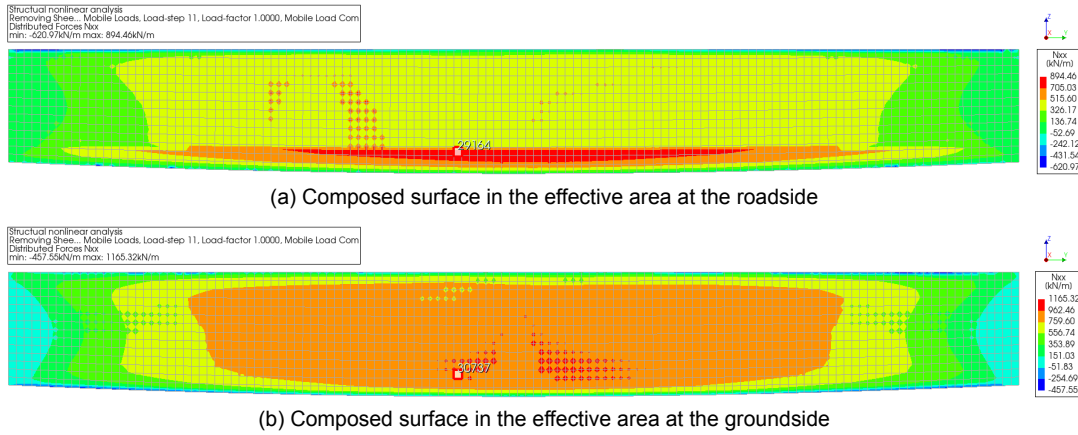 Structual nonlinear analysis
Removing Shee... Mobile Loads, Load-step 11, Load-factor 1.0000, Mobile Load Com
Distributed Forces Nxx
min: -620.97kN/m max: 894.46kN/m
Z
X Y
Nxx
(kN/m)
894.46
705.03
515.60
326.17
136.74
-52.69
-242.12
-431.54
-620.97
29164
(a) Composed surface in the effective area at the roadside
Structual nonlinear analysis
Removing Shee... Mobile Loads, Load-step 11, Load-factor 1.0000, Mobile Load Com
Distributed Forces Nxx
min: -457.55kN/m max: 1165.32kN/m
Z
X Y
Nxx
(kN/m)
1165.32
962.46
759.60
556.74
353.89
151.03
-51.83
-254.69
-457.55
30737
(b) Composed surface in the effective area at the groundside